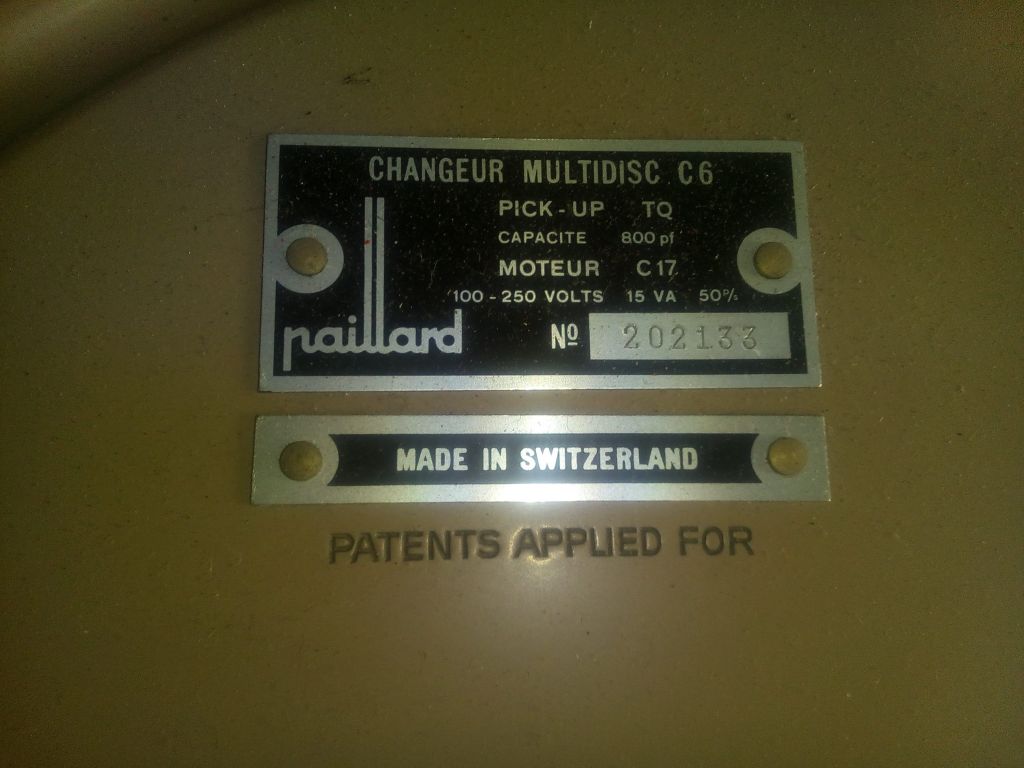 CHANGEUR MULTIDISC C6
PICK-UP TQ
CAPACITE 800 pf
MOTEUR C17
100-250 VOLTS 15 VA 50%
paillard
Nº 202133
MADE IN SWITZERLAND
PATENTS APPLIED FOR